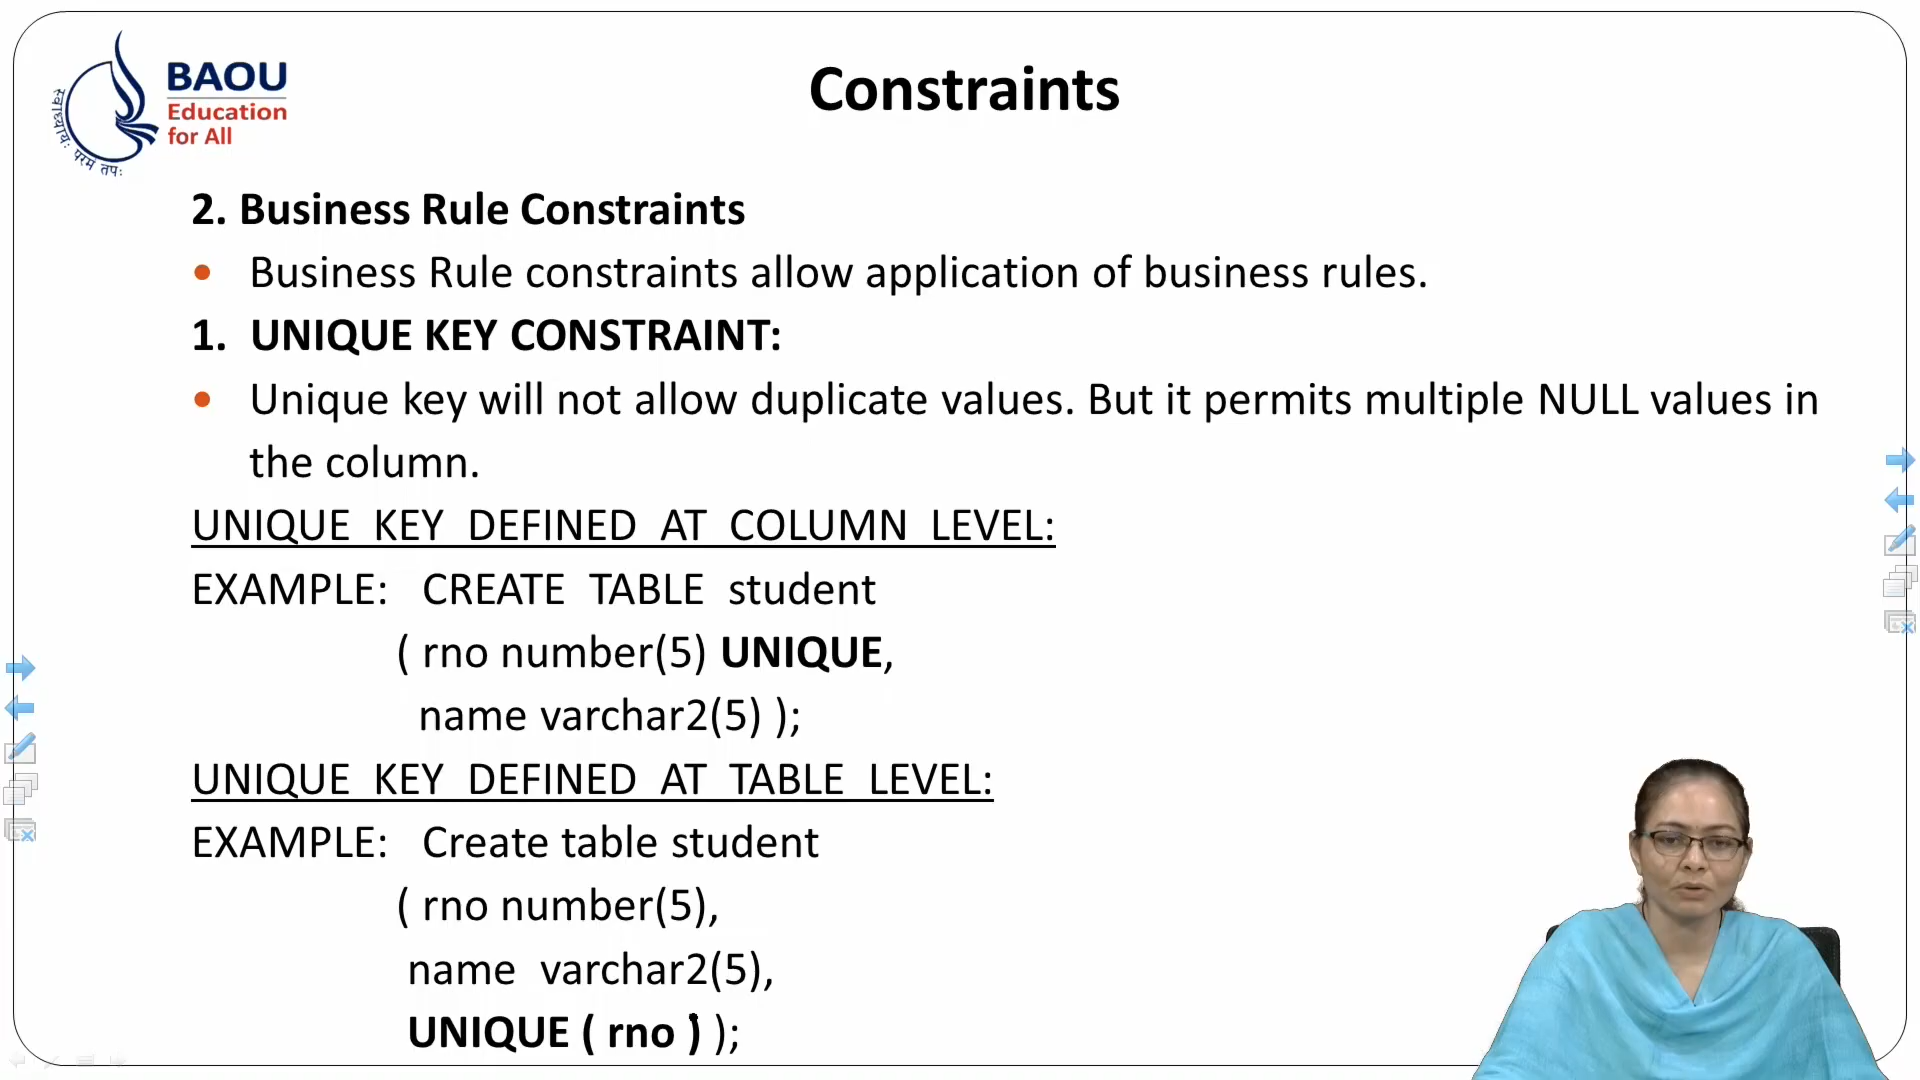 BAOU
Education
for All
स्वाध्यायः परमं तपः
Constraints
2. Business Rule Constraints
• Business Rule constraints allow application of business rules.
1. UNIQUE KEY CONSTRAINT:
• Unique key will not allow duplicate values. But it permits multiple NULL values in
the column.
UNIQUE KEY DEFINED AT COLUMN LEVEL:
EXAMPLE: CREATE TABLE student
( rno number(5) UNIQUE,
name varchar2(5) );
UNIQUE KEY DEFINED AT TABLE LEVEL:
EXAMPLE: Create table student
( rno number(5),
name varchar2(5),
UNIQUE ( rno ) );